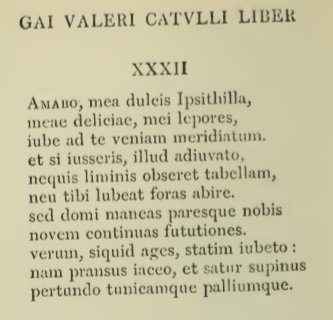 GAI VALERI CATVLLI LIBER
XXXII
AMABO, mea dulcis Ipsithilla,
meae deliciae, mei lepores,
iube ad te veniam meridiatum.
et si iusseris, illud adiuvato,
nequis liminis obseret tabellam,
neu tibi lubeat foras abire.
sed domi maneas paresque nobis
novem continuas fututiones.
verum, siquid ages, statim iubeto :
nam pransus iaceo, et satur supinus
pertundo tunicamque palliumque.